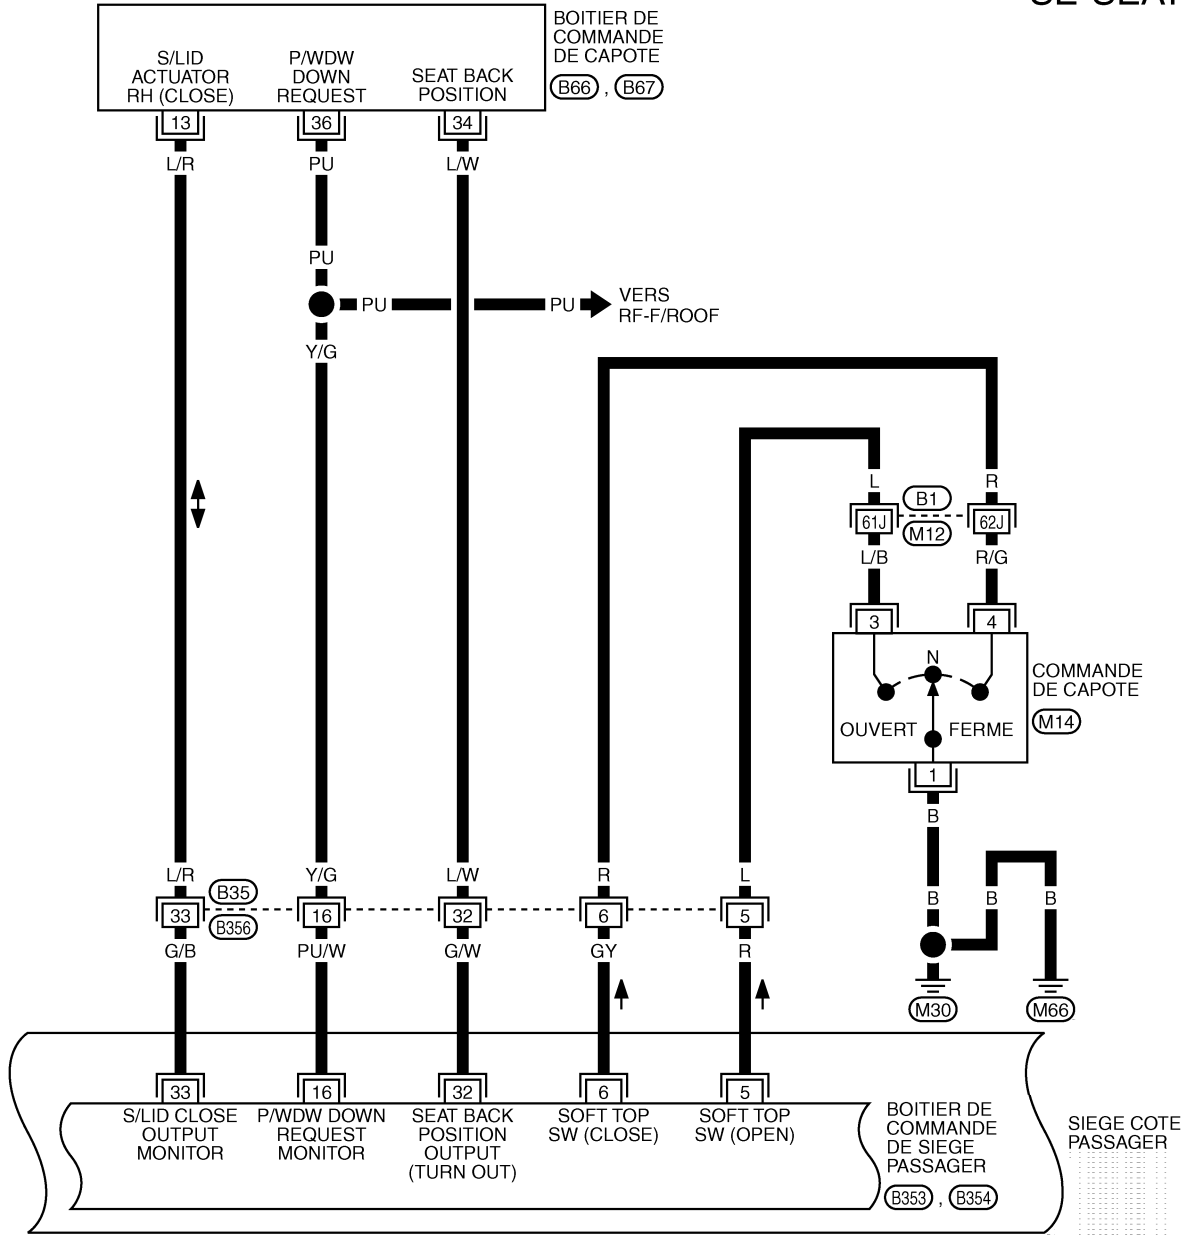 BOITIER DE
COMMANDE
DE CAPOTE
B66 , B67
S/LID
ACTUATOR
RH (CLOSE)
P/WDW
DOWN
REQUEST
SEAT BACK
POSITION
13 36 34
L/R PU L/W
PU
PU PU
VERS
RF-F/ROOF
Y/G
L R
B1
61J 62J
M12
L/B R/G
3 4
N
OUVERT FERME
COMMANDE
DE CAPOTE
M14
1
B
L/R Y/G L/W R L
B B B
B35
33 16 32 6 5
B356
G/B PU/W G/W GY R
M30 M66
33 16 32 6 5
S/LID CLOSE
OUTPUT
MONITOR
P/WDW DOWN
REQUEST
MONITOR
SEAT BACK
POSITION
OUTPUT
(TURN OUT)
SOFT TOP
SW (CLOSE)
SOFT TOP
SW (OPEN)
BOITIER DE
COMMANDE
DE SIEGE
PASSAGER
B353 , B354
SIEGE COTE
PASSAGER